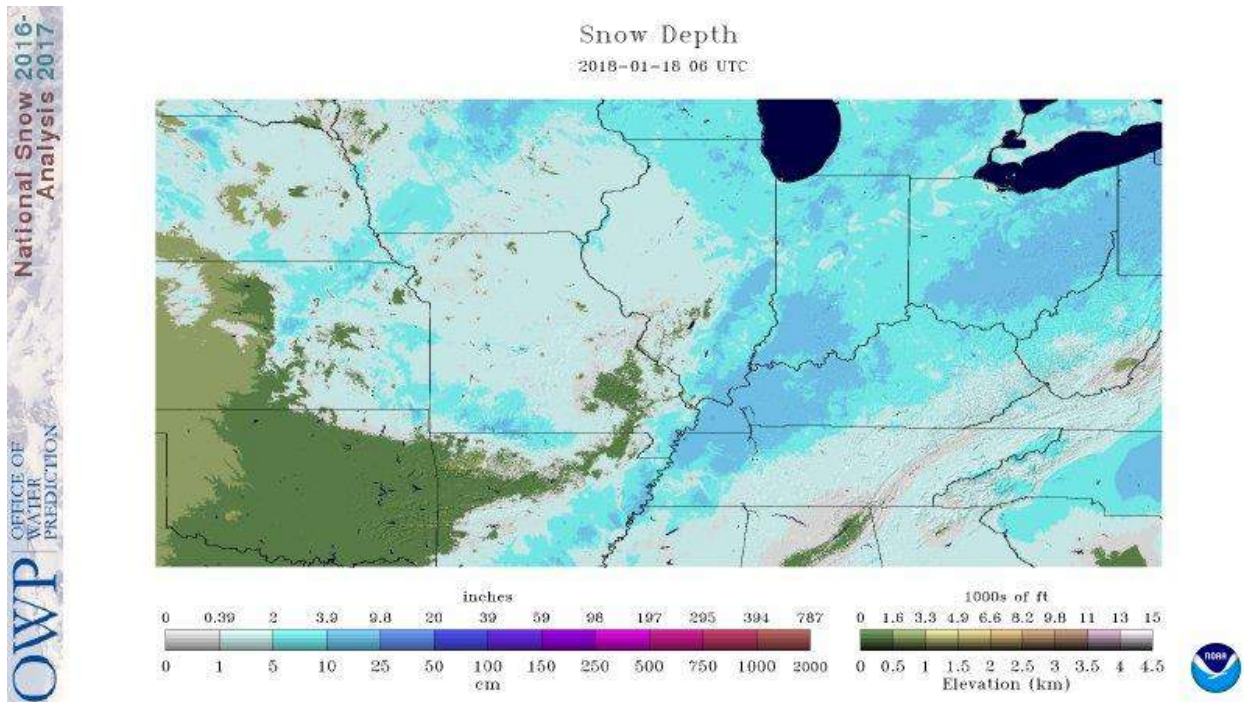 National Snow 2016-
Analysis 2017
OWP
OFFICE OF
WATER
PREDICTION
Snow Depth
2018-01-18 06 UTC
inches
0 0.39 2 3.9 9.8 20 39 59 98 197 295 394 787
0 1 5 10 25 50 100 150 250 500 750 1000 2000
cm
1000s of ft
0 1.6 3.3 4.9 6.6 8.2 9.8 11 13 15
0 0.5 1 1.5 2 2.5 3 3.5 4 4.5
Elevation (km)
NOAA